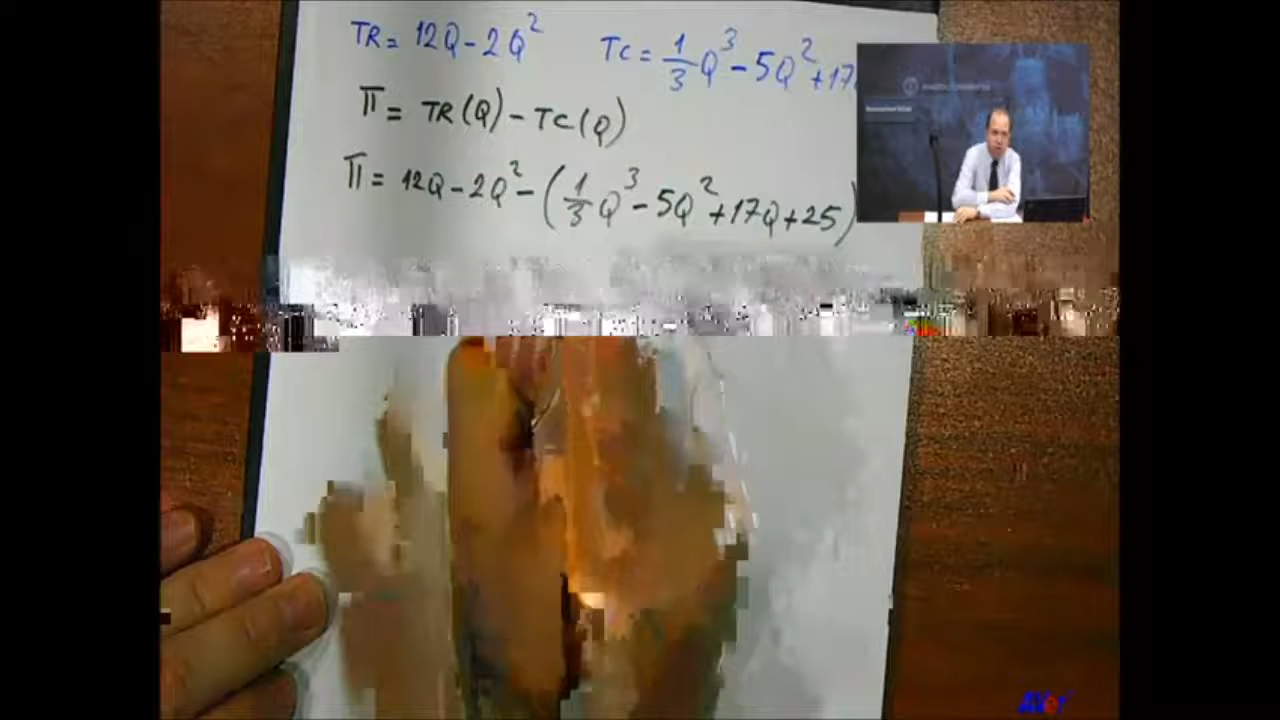 TR = 12Q - 2Q² TC = 1/3 Q³ - 5Q² + 17
π = TR(Q) - TC(Q)
π = 12Q - 2Q² - (1/3 Q³ - 5Q² + 17Q + 25)